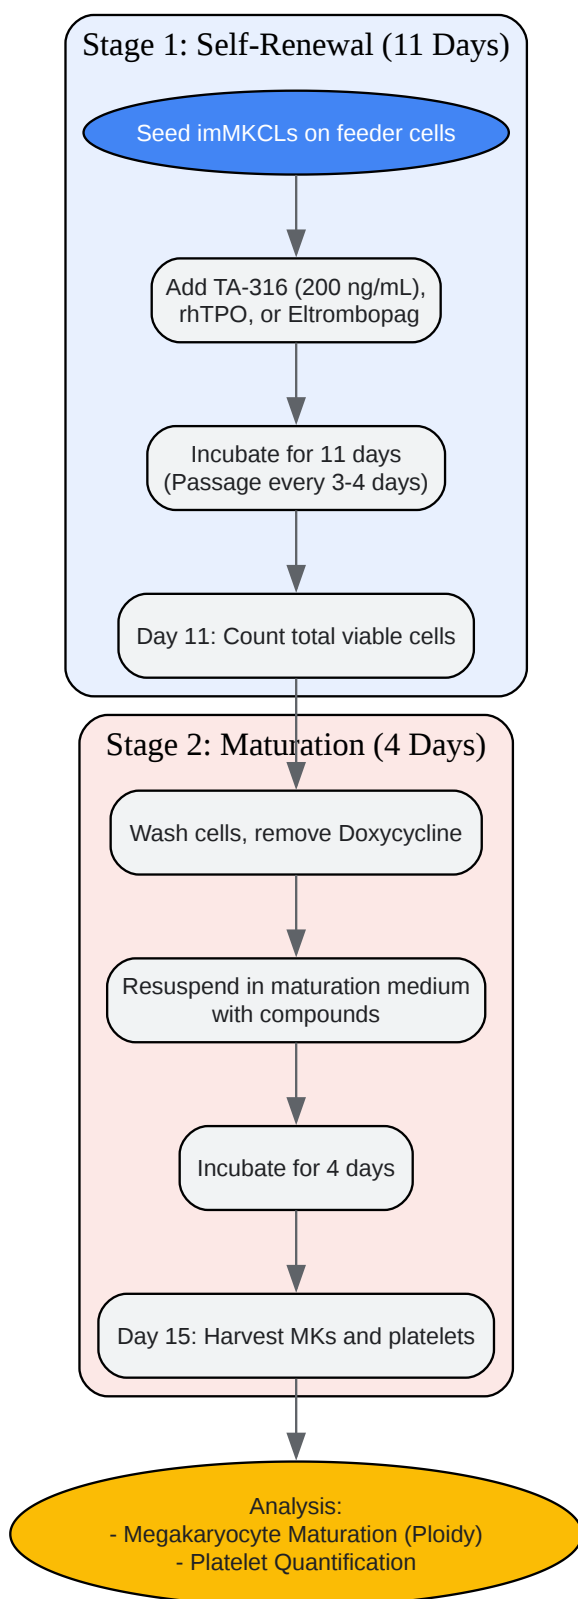 Stage 1: Self-Renewal (11 Days)
Seed imMKCLs on feeder cells
Add TA-316 (200 ng/mL),
rhTPO, or Eltrombopag
Incubate for 11 days
(Passage every 3-4 days)
Day 11: Count total viable cells
Stage 2: Maturation (4 Days)
Wash cells, remove Doxycycline
Resuspend in maturation medium
with compounds
Incubate for 4 days
Day 15: Harvest MKs and platelets
Analysis:
- Megakaryocyte Maturation (Ploidy)
- Platelet Quantification